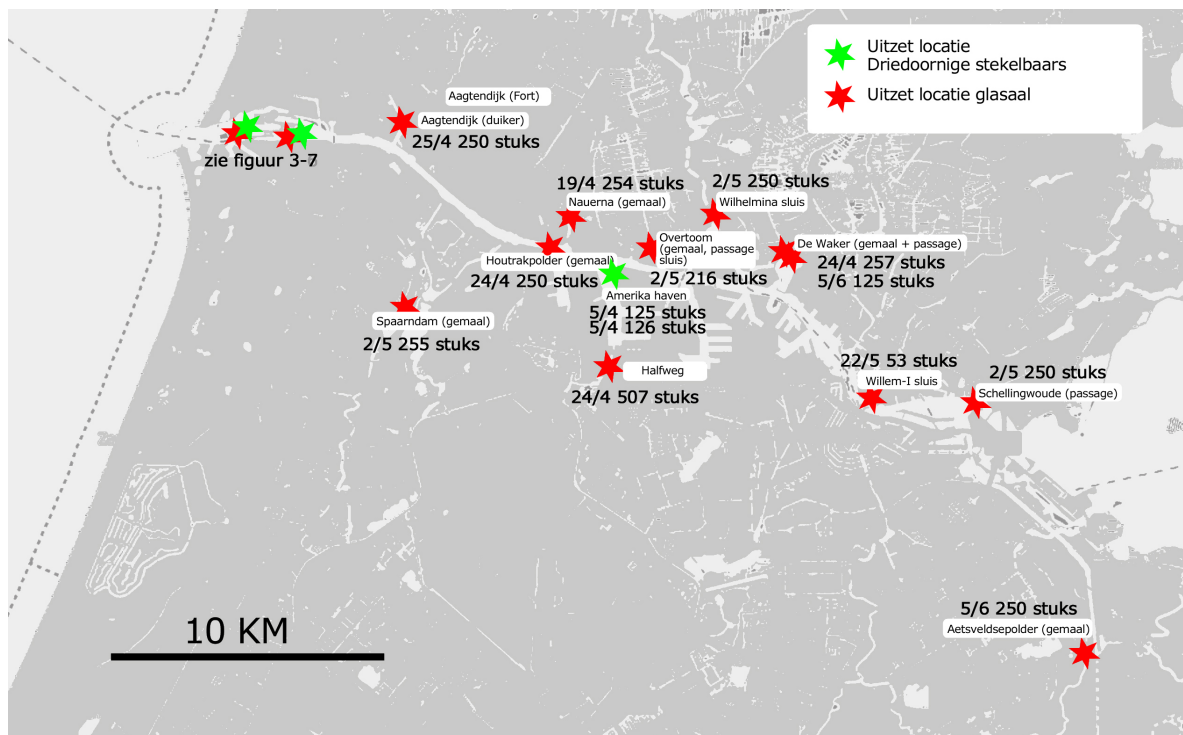 Uitzet locatie
Driedoornige stekelbaars
Uitzet locatie glasaal
Aagtendijk (Fort)
Aagtendijk (duiker)
25/4 250 stuks
zie figuur 3-7
19/4 254 stuks
Nauerna (gemaal)
2/5 250 stuks
Wilhelmina sluis
Overtoom
(gemaal, passage
sluis)
2/5 216 stuks
De Waker (gemaal + passage)
24/4 257 stuks
5/6 125 stuks
Houtrakpolder (gemaal)
24/4 250 stuks
Amerika haven
5/4 125 stuks
5/4 126 stuks
Spaarndam (gemaal)
2/5 255 stuks
Halfweg
24/4 507 stuks
22/5 53 stuks
Willem-I sluis
2/5 250 stuks
Schellingwoude (passage)
10 KM
5/6 250 stuks
Aetsveldsepolder (gemaal)